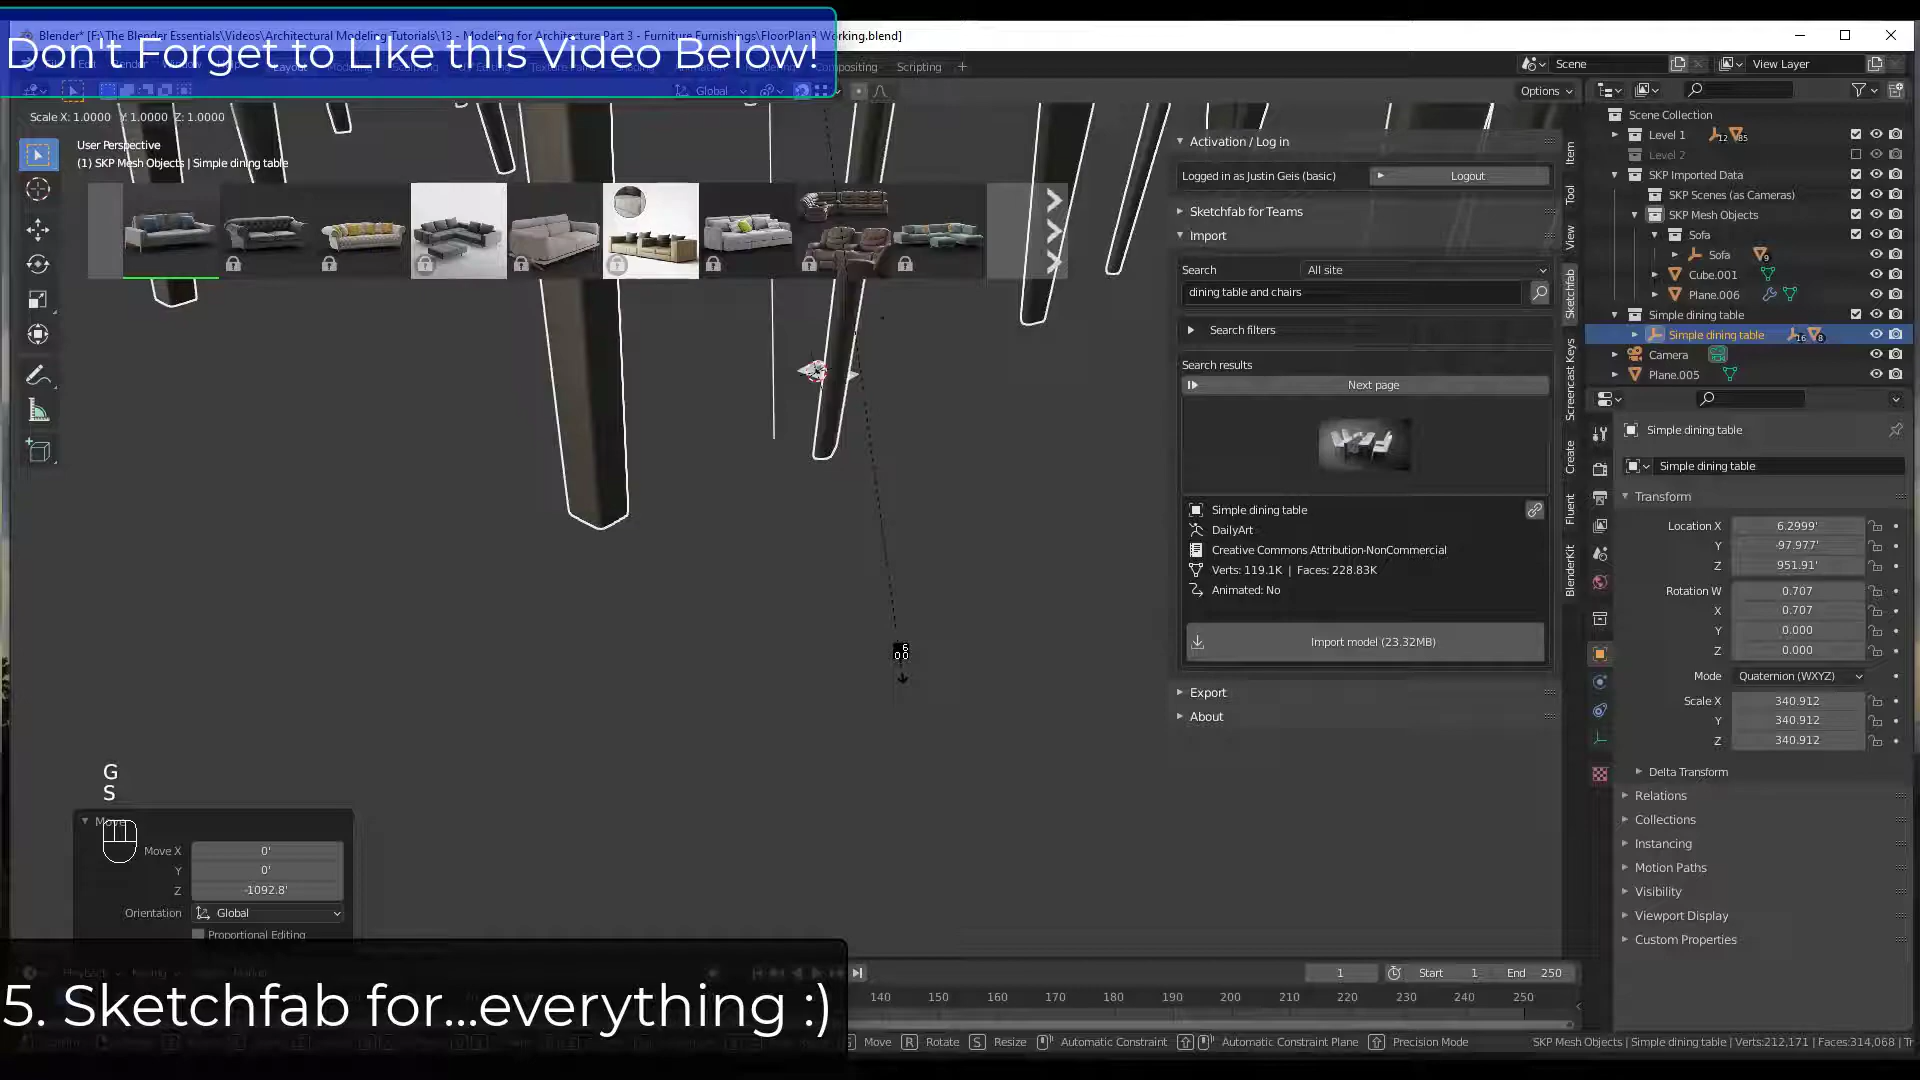 Blender* [F:\The Blender Essentials\Videos\Architectural Modeling Tutorials\13 - Modeling for Architecture Part 3 - Furniture Furnishings\FloorPlan2 Working.blend]
Don't Forget to Like this Video Below!
Compositing
Scripting
Scene
View Layer
Global
Options
Scale X: 1.0000 Y: 1.0000 Z: 1.0000
User Perspective
(1) SKP Mesh Objects | Simple dining table
Activation / Log in
Logged in as Justin Geis (basic)
Logout
Sketchfab for Teams
Import
Search
All site
dining table and chairs
Search filters
Search results
Next page
Simple dining table
DailyArt
Creative Commons Attribution-NonCommercial
Verts: 119.1K | Faces: 228.83K
Animated: No
Import model (23.32MB)
Export
About
Item
Tool
View
Sketchfab
Screencast Keys
Create
Fluent
BlenderKit
Scene Collection
Level 1
12
85
Level 2
SKP Imported Data
SKP Scenes (as Cameras)
SKP Mesh Objects
Sofa
Sofa
9
Cube.001
Plane.006
Simple dining table
Simple dining table
16
8
Camera
Plane.005
Simple dining table
Simple dining table
Transform
Location X 6.2999'
Y -97.977'
Z 951.91'
Rotation W 0.707
X 0.707
Y 0.000
Z 0.000
Mode Quaternion (WXYZ)
Scale X 340.912
Y 340.912
Z 340.912
Delta Transform
Relations
Collections
Instancing
Motion Paths
Visibility
Viewport Display
Custom Properties
G
S
Move
Move X 0'
Y 0'
Z -1092.8'
Orientation Global
Proportional Editing
5. Sketchfab for...everything :)
1
Start 1
End 250
140 150 160 170 180 190 200 210 220 230 240 250
Move
R Rotate
S Resize
Automatic Constraint
Automatic Constraint Plane
Precision Mode
SKP Mesh Objects | Simple dining table | Verts:212,171 | Faces:314,068 | Tr